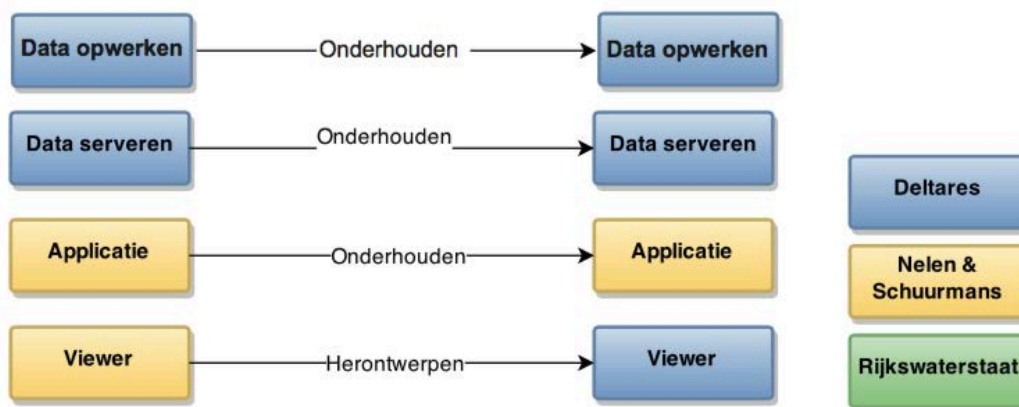 Data opwerken
Onderhouden
Data opwerken
Data serveren
Onderhouden
Data serveren
Applicatie
Onderhouden
Applicatie
Viewer
Herontwerpen
Viewer
Deltares
Nelen &
Schuurmans
Rijkswaterstaat